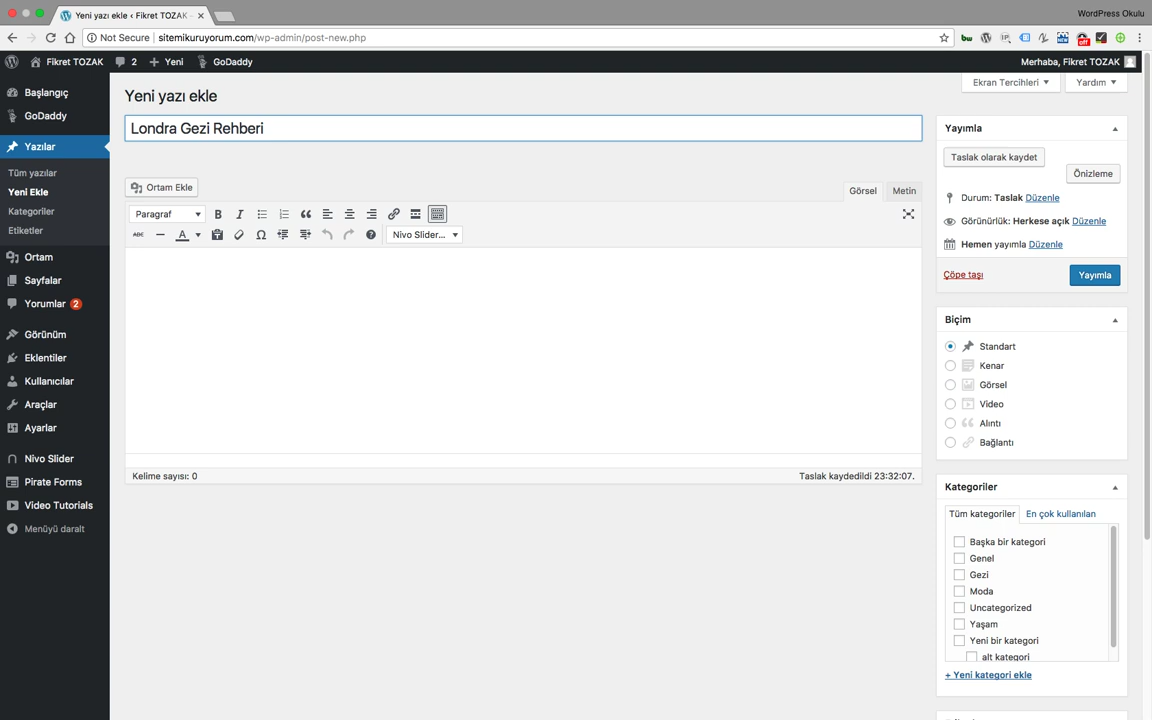 Yeni yazı ekle ‹ Fikret TOZAK
WordPress Okulu
Not Secure
sitemikuruyorum.com/wp-admin/post-new.php
Fikret TOZAK
2
Yeni
GoDaddy
Merhaba, Fikret TOZAK
Ekran Tercihleri
Yardım
Başlangıç
GoDaddy
Yazılar
Tüm yazılar
Yeni Ekle
Kategoriler
Etiketler
Ortam
Sayfalar
Yorumlar 2
Görünüm
Eklentiler
Kullanıcılar
Araçlar
Ayarlar
Nivo Slider
Pirate Forms
Video Tutorials
Menüyü daralt
Yeni yazı ekle
Londra Gezi Rehberi
Ortam Ekle
Görsel
Metin
Paragraf
B I
ABC
A
Nivo Slider...
Kelime sayısı: 0
Taslak kaydedildi 23:32:07.
Yayımla
Taslak olarak kaydet
Önizleme
Durum: Taslak Düzenle
Görünürlük: Herkese açık Düzenle
Hemen yayımla Düzenle
Çöpe taşı
Yayımla
Biçim
Standart
Kenar
Görsel
Video
Alıntı
Bağlantı
Kategoriler
Tüm kategoriler
En çok kullanılan
Başka bir kategori
Genel
Gezi
Moda
Uncategorized
Yaşam
Yeni bir kategori
alt kategori
+ Yeni kategori ekle